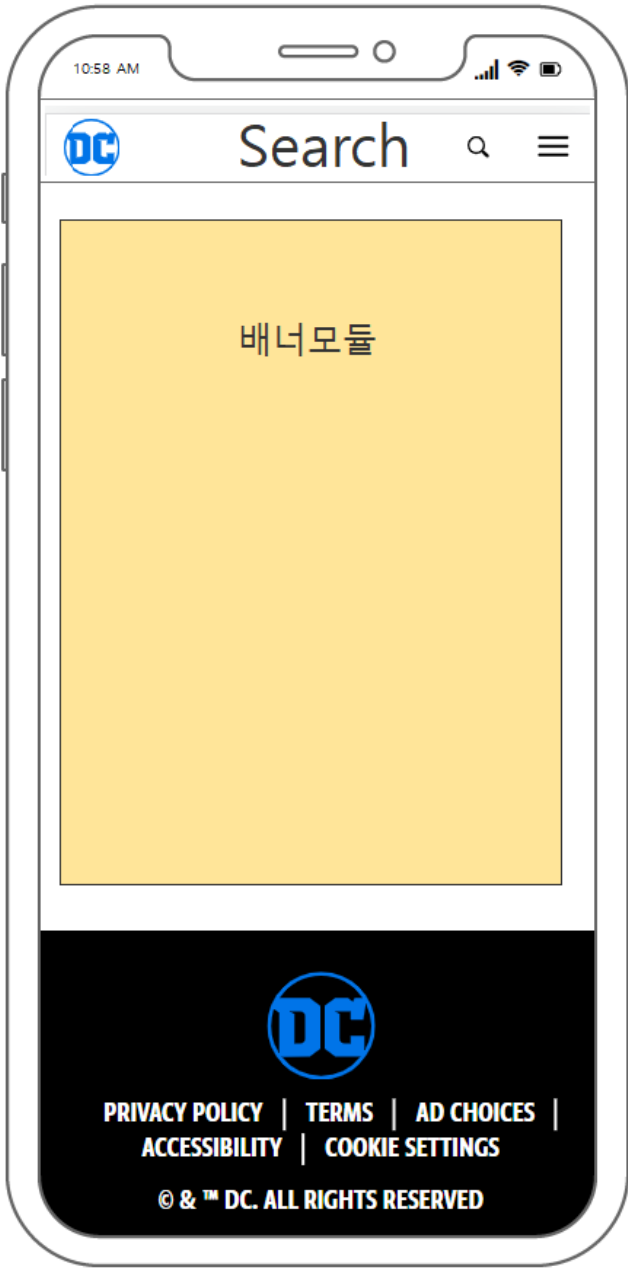 10:58 AM
DC
Search
배너모듈
DC
PRIVACY POLICY | TERMS | AD CHOICES |
ACCESSIBILITY | COOKIE SETTINGS
© & ™ DC. ALL RIGHTS RESERVED